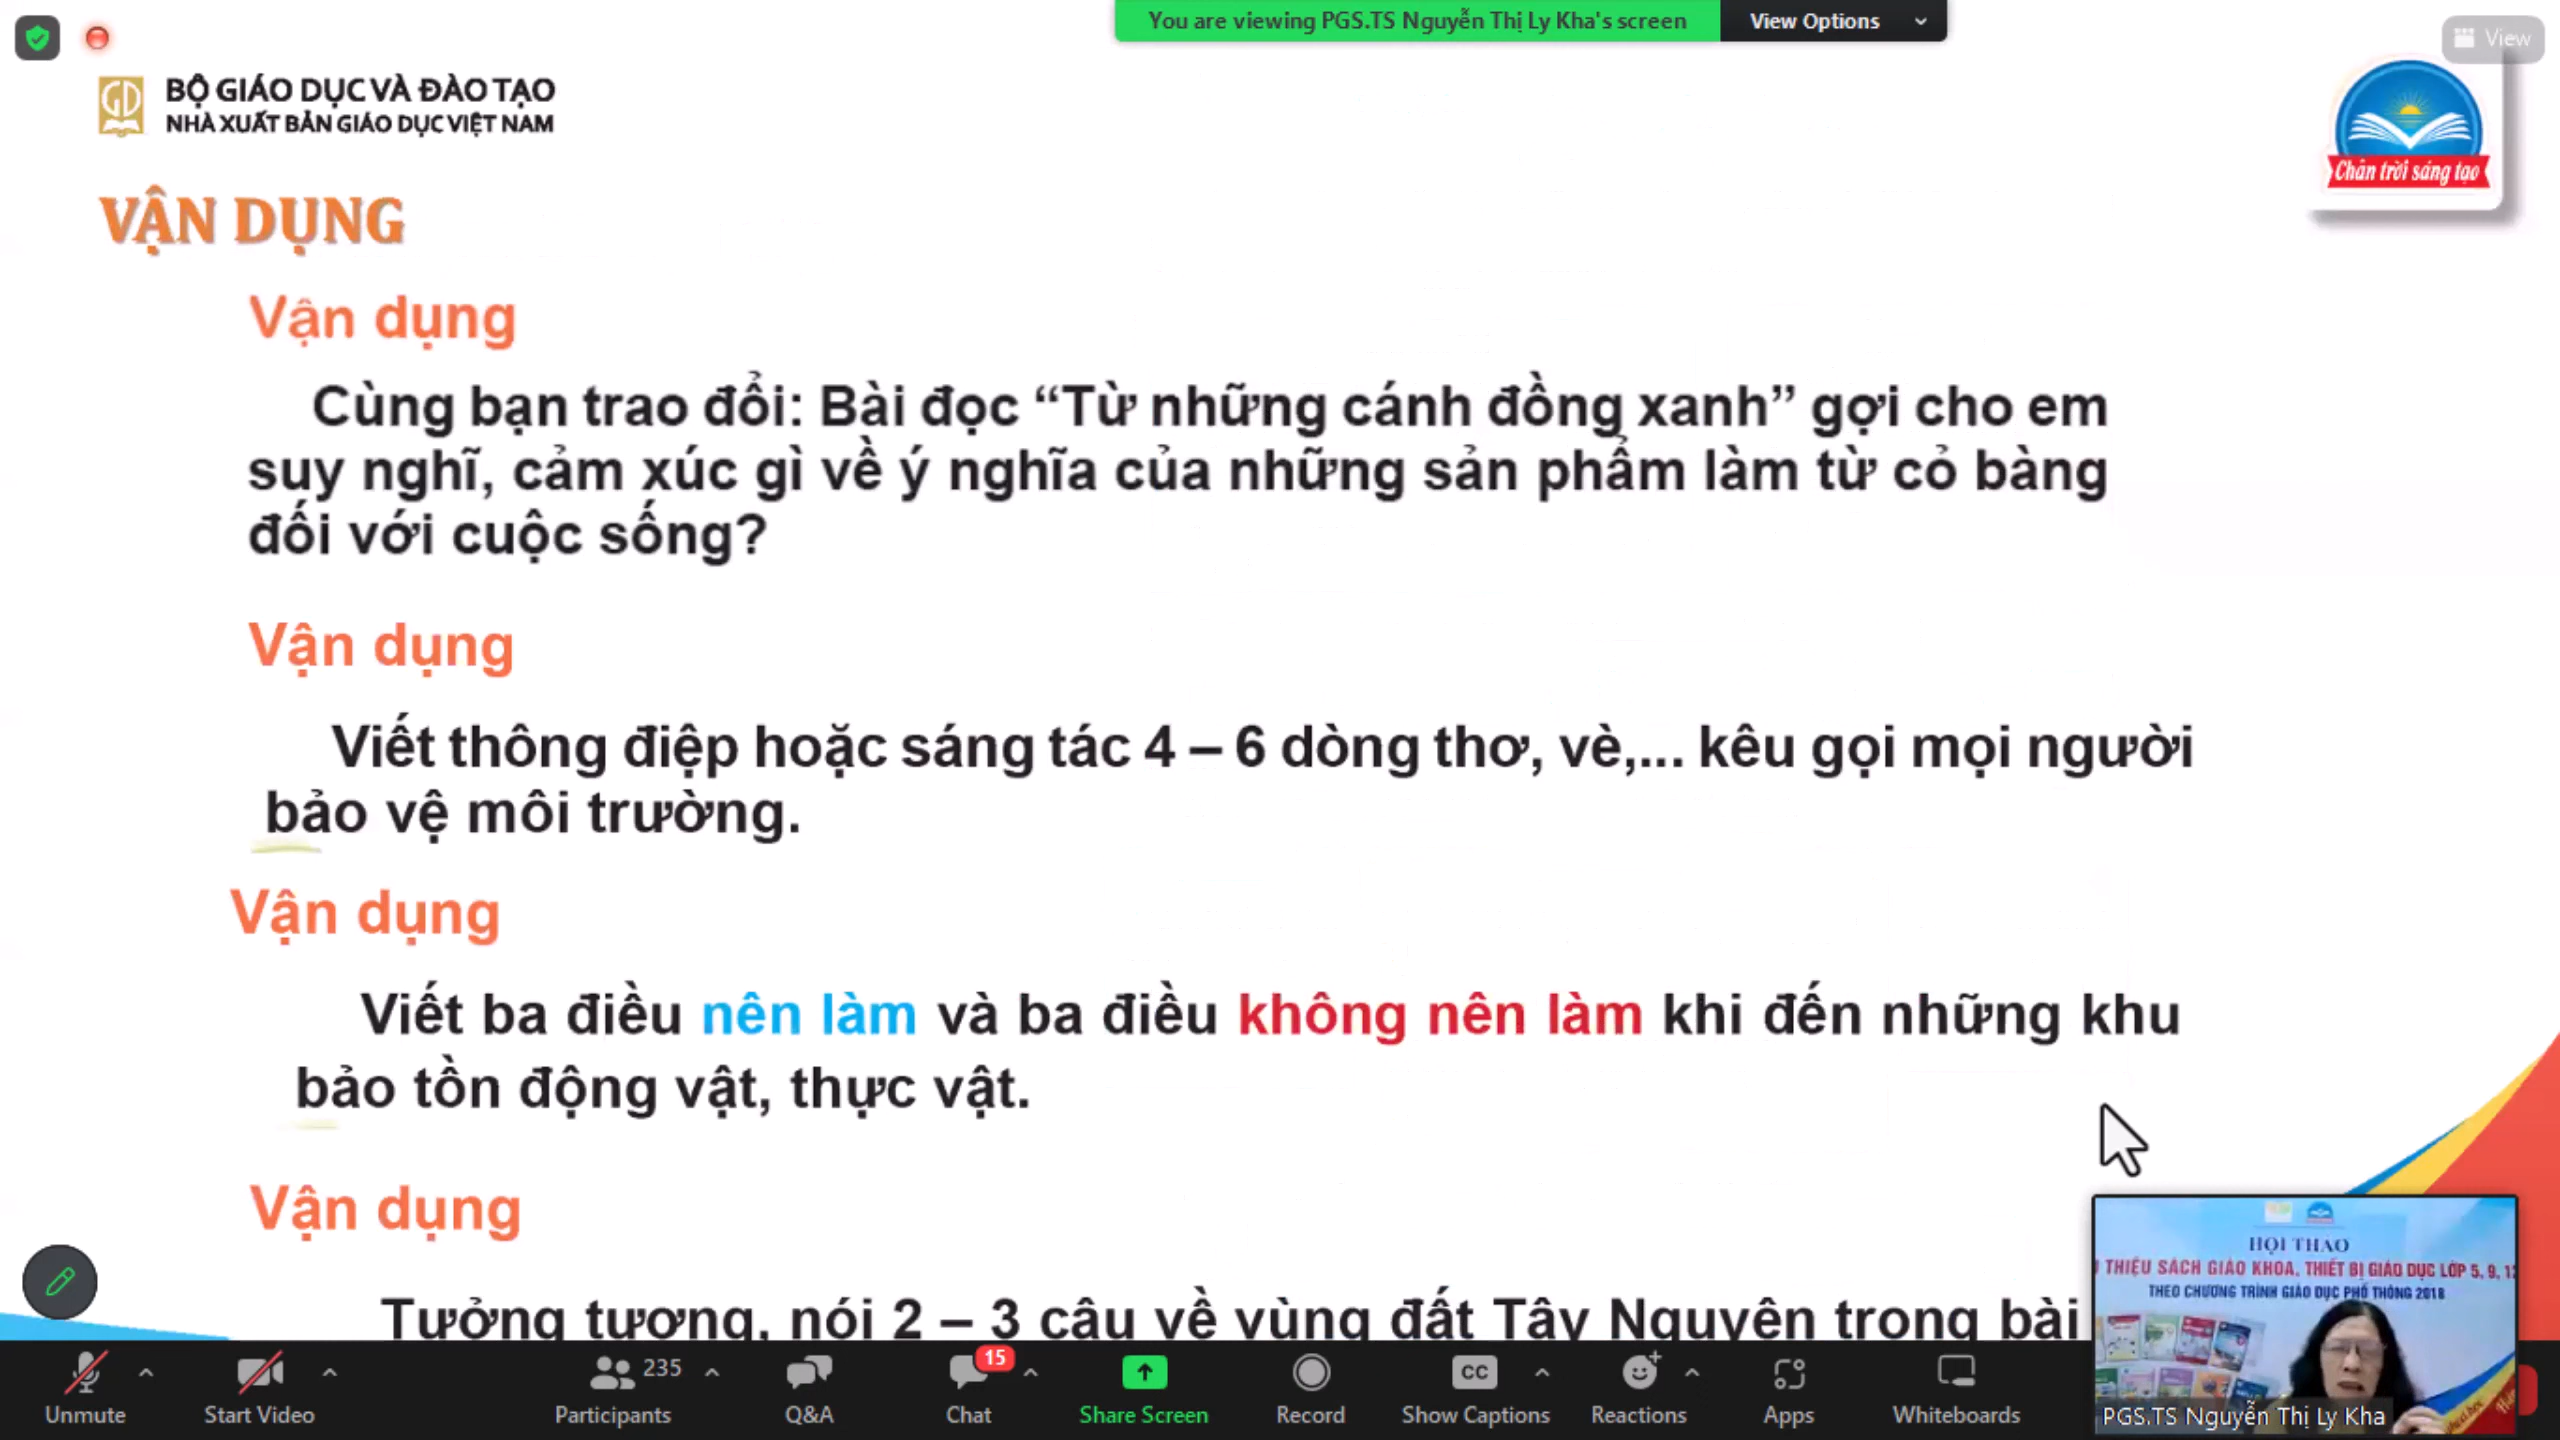 You are viewing PGS.TS Nguyễn Thị Ly Kha's screen
View Options
View
BỘ GIÁO DỤC VÀ ĐÀO TẠO
NHÀ XUẤT BẢN GIÁO DỤC VIỆT NAM
Chân trời sáng tạo
VẬN DỤNG
Vận dụng
Cùng bạn trao đổi: Bài đọc “Từ những cánh đồng xanh” gợi cho em
suy nghĩ, cảm xúc gì về ý nghĩa của những sản phẩm làm từ cỏ bàng
đối với cuộc sống?
Vận dụng
Viết thông điệp hoặc sáng tác 4 – 6 dòng thơ, vè,... kêu gọi mọi người
bảo vệ môi trường.
Vận dụng
Viết ba điều nên làm và ba điều không nên làm khi đến những khu
bảo tồn động vật, thực vật.
Vận dụng
Tưởng tượng, nói 2 – 3 câu về vùng đất Tây Nguyên trong bài
HỘI THẢO
THIỆU SÁCH GIÁO KHOA, THIẾT BỊ GIÁO DỤC LỚP 5, 9, 12
THEO CHƯƠNG TRÌNH GIÁO DỤC PHỔ THÔNG 2018
PGS.TS Nguyễn Thị Ly Kha
Unmute
Start Video
235
Participants
Q&A
15
Chat
Share Screen
Record
CC
Show Captions
Reactions
Apps
Whiteboards